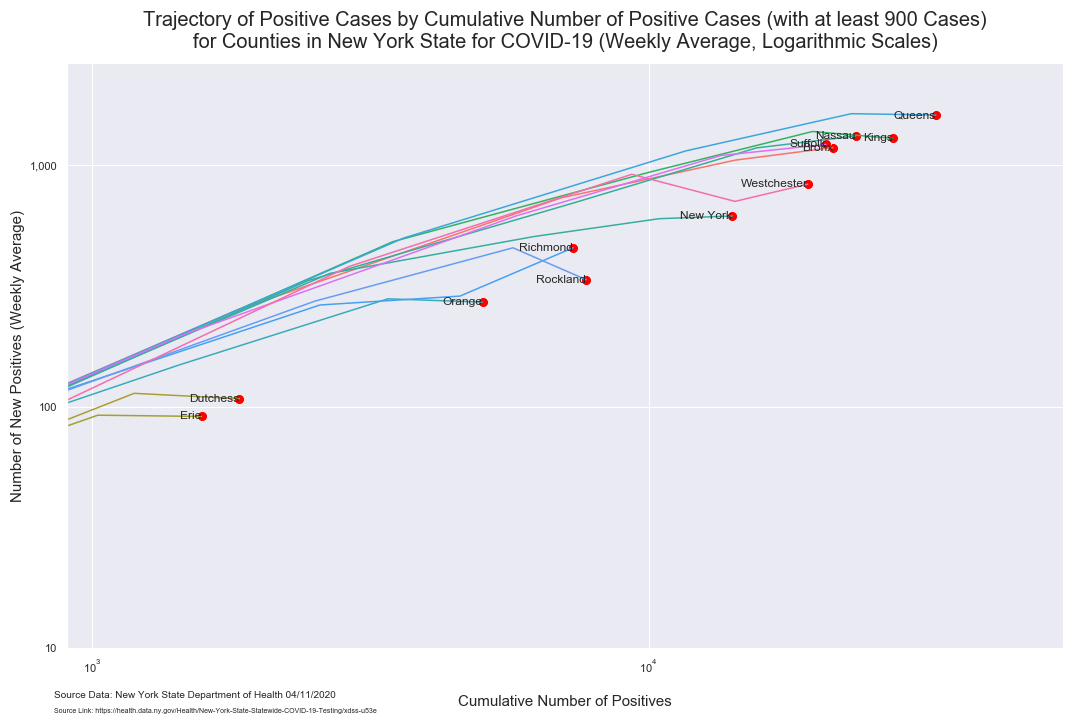 Trajectory of Positive Cases by Cumulative Number of Positive Cases (with at least 900 Cases)
for Counties in New York State for COVID-19 (Weekly Average, Logarithmic Scales)
Number of New Positives (Weekly Average)
1,000
100
10
Queens
Nassau
Kings
Suffolk
Bronx
Westchester
New York
Richmond
Rockland
Orange
Dutchess
Erie
10³
10⁴
Cumulative Number of Positives
Source Data: New York State Department of Health 04/11/2020
Source Link: https://health.data.ny.gov/Health/New-York-State-Statewide-COVID-19-Testing/xdss-u53e